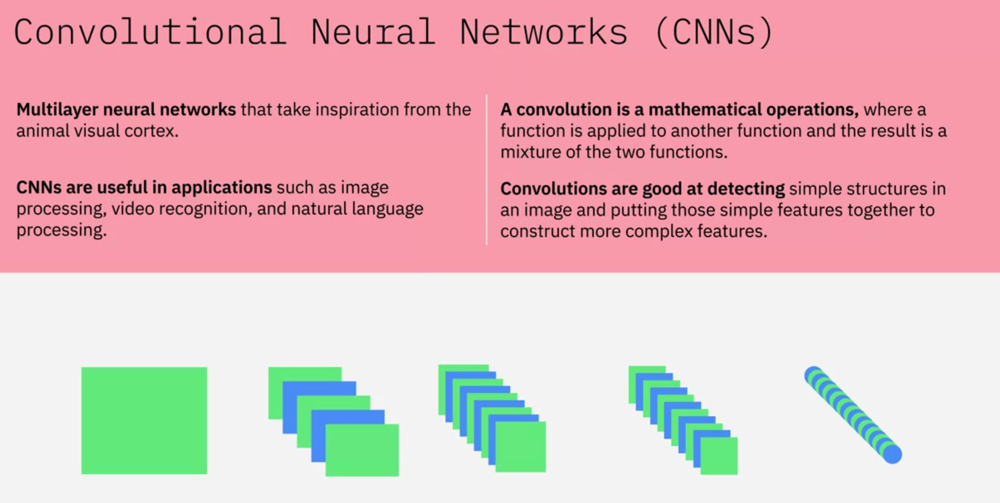 Convolutional Neural Networks (CNNs)
Multilayer neural networks that take inspiration from the
animal visual cortex.
CNNs are useful in applications such as image
processing, video recognition, and natural language
processing.
A convolution is a mathematical operations, where a
function is applied to another function and the result is a
mixture of the two functions.
Convolutions are good at detecting simple structures in
an image and putting those simple features together to
construct more complex features.